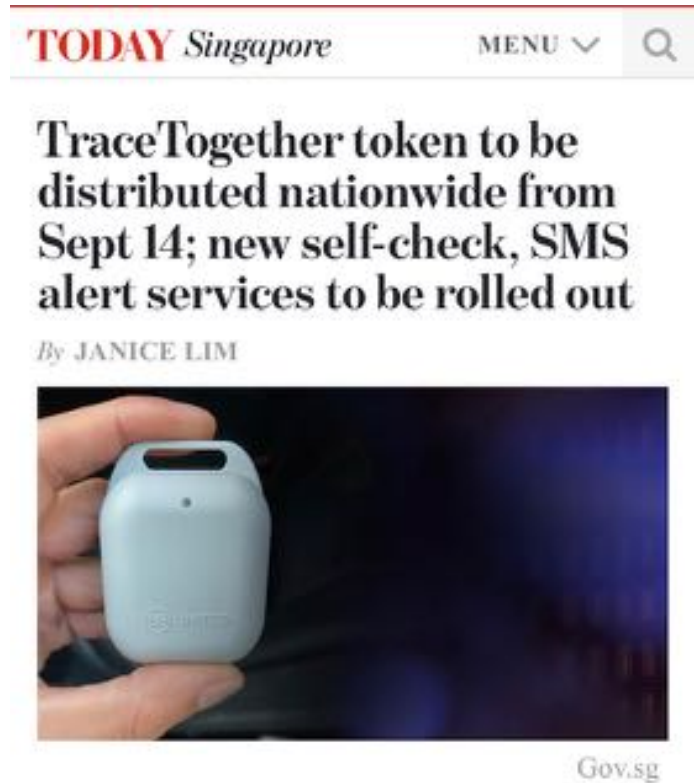 TODAY Singapore MENU
TraceTogether token to be
distributed nationwide from
Sept 14; new self-check, SMS
alert services to be rolled out
By JANICE LIM
Gov.sg